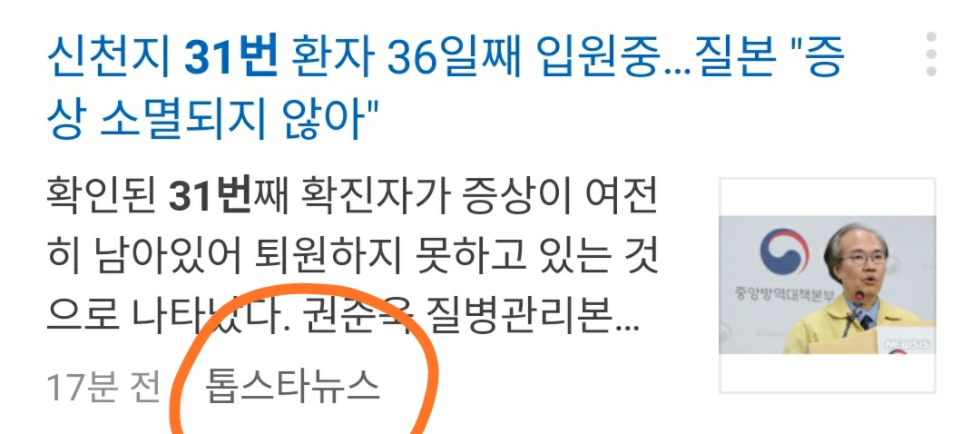 신천지 31번 환자 36일째 입원중...질본 "증
상 소멸되지 않아"
확인된 31번째 확진자가 증상이 여전
히 남아있어 퇴원하지 못하고 있는 것
으로 나타났다. 권준욱 질병관리본...
17분 전 톱스타뉴스
중앙방역대책본부
NEWSIS